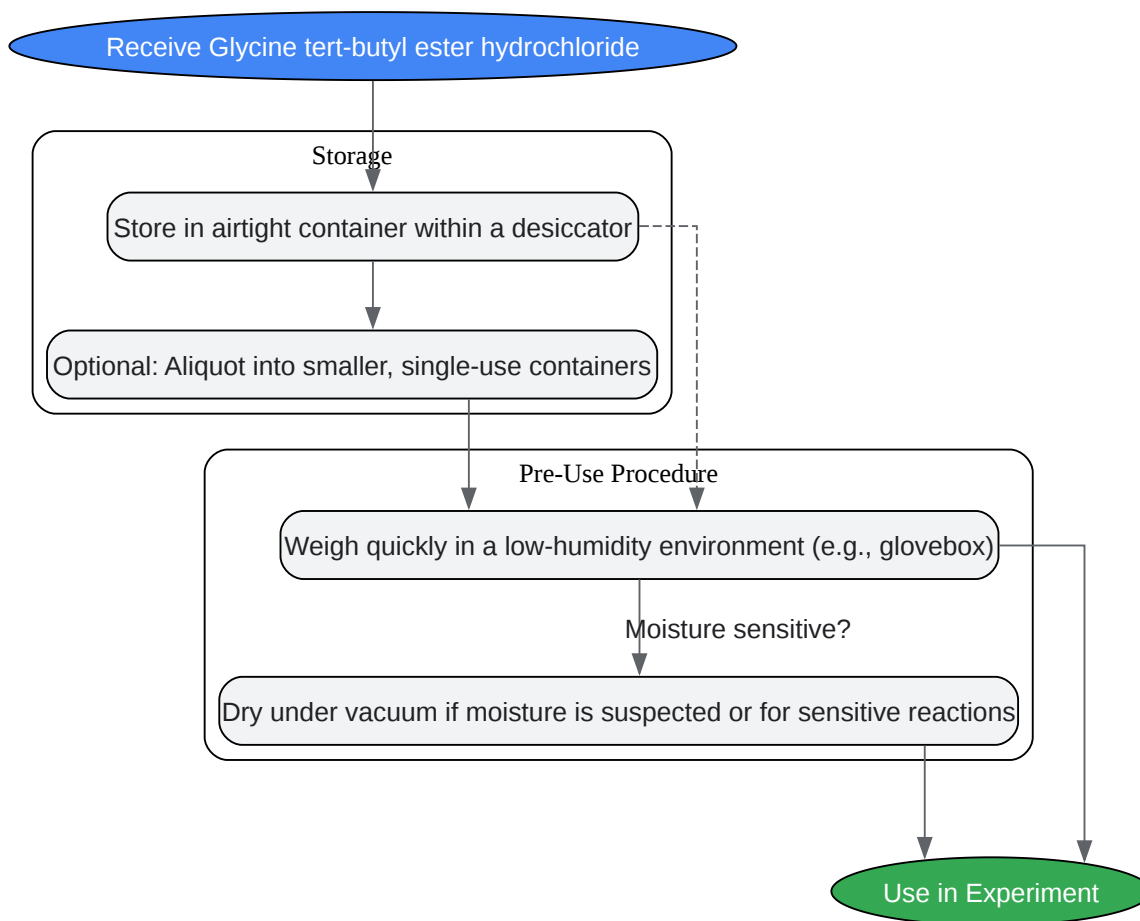 Receive Glycine tert-butyl ester hydrochloride
Storage
Store in airtight container within a desiccator
Optional: Aliquot into smaller, single-use containers
Pre-Use Procedure
Weigh quickly in a low-humidity environment (e.g., glovebox)
Moisture sensitive?
Dry under vacuum if moisture is suspected or for sensitive reactions
Use in Experiment